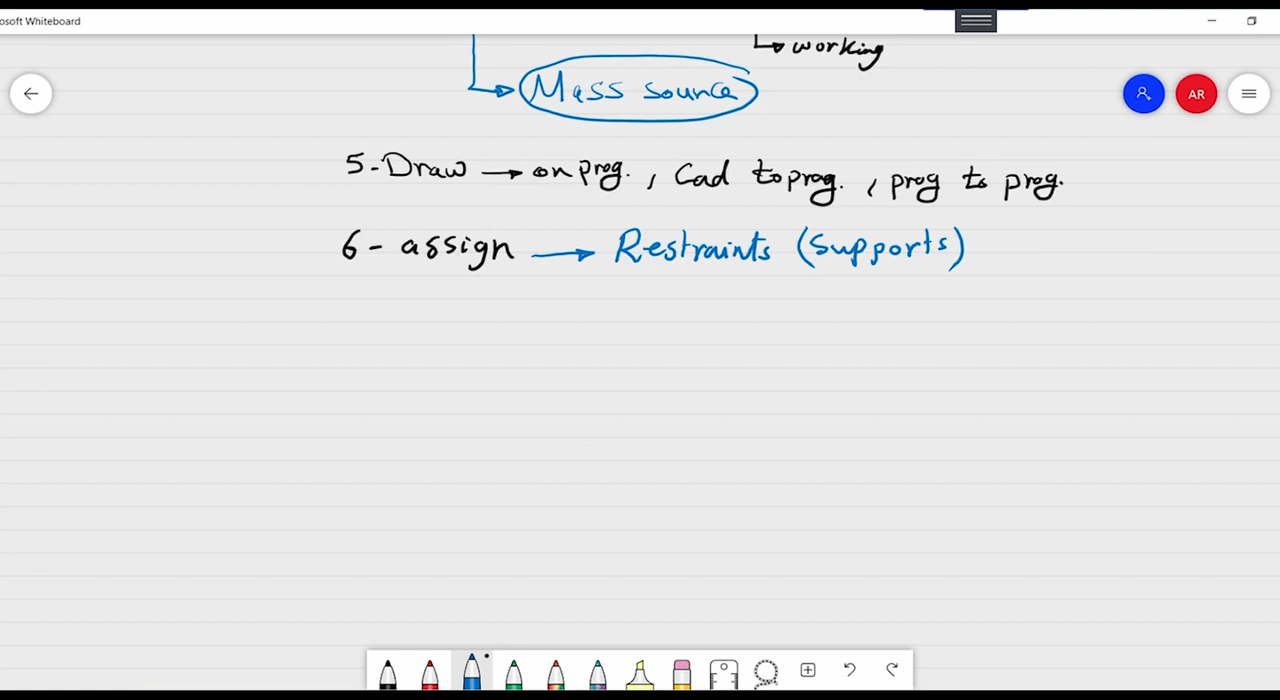 osoft Whiteboard
working
Mass source
AR
5-Draw → on prog. , Cad to prog. , prog to prog.
6- assign → Restraints (Supports)